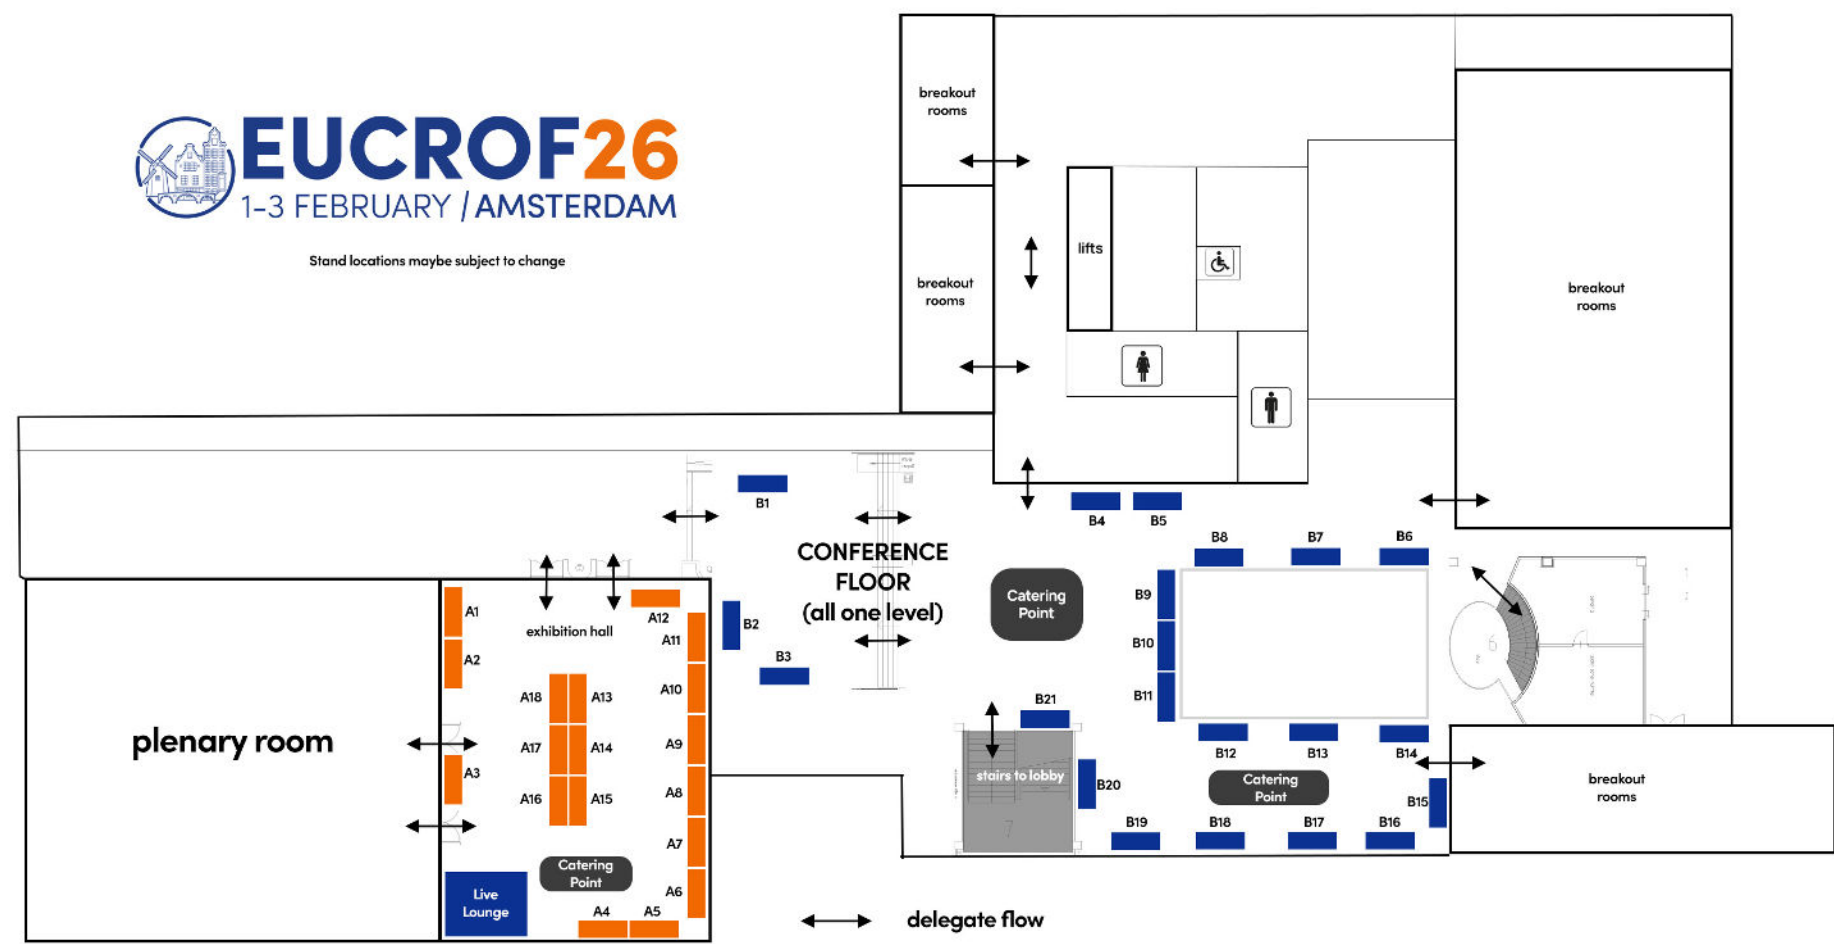 EUCROF26
1-3 FEBRUARY / AMSTERDAM
Stand locations maybe subject to change
breakout
rooms
breakout
rooms
lifts
breakout
rooms
B1
B4
B5
B8
B7
B6
CONFERENCE
FLOOR
(all one level)
Catering
Point
A1
A12
exhibition hall
A11
B2
B9
A2
B3
B10
A18
A13
A10
B11
B21
plenary room
A17
A14
A9
B12
B13
B14
A3
stairs to lobby
B20
Catering
Point
breakout
rooms
A16
A15
A8
B15
B19
B18
B17
B16
7
6
A7
Catering
Point
A6
Live
Lounge
A4
A5
delegate flow